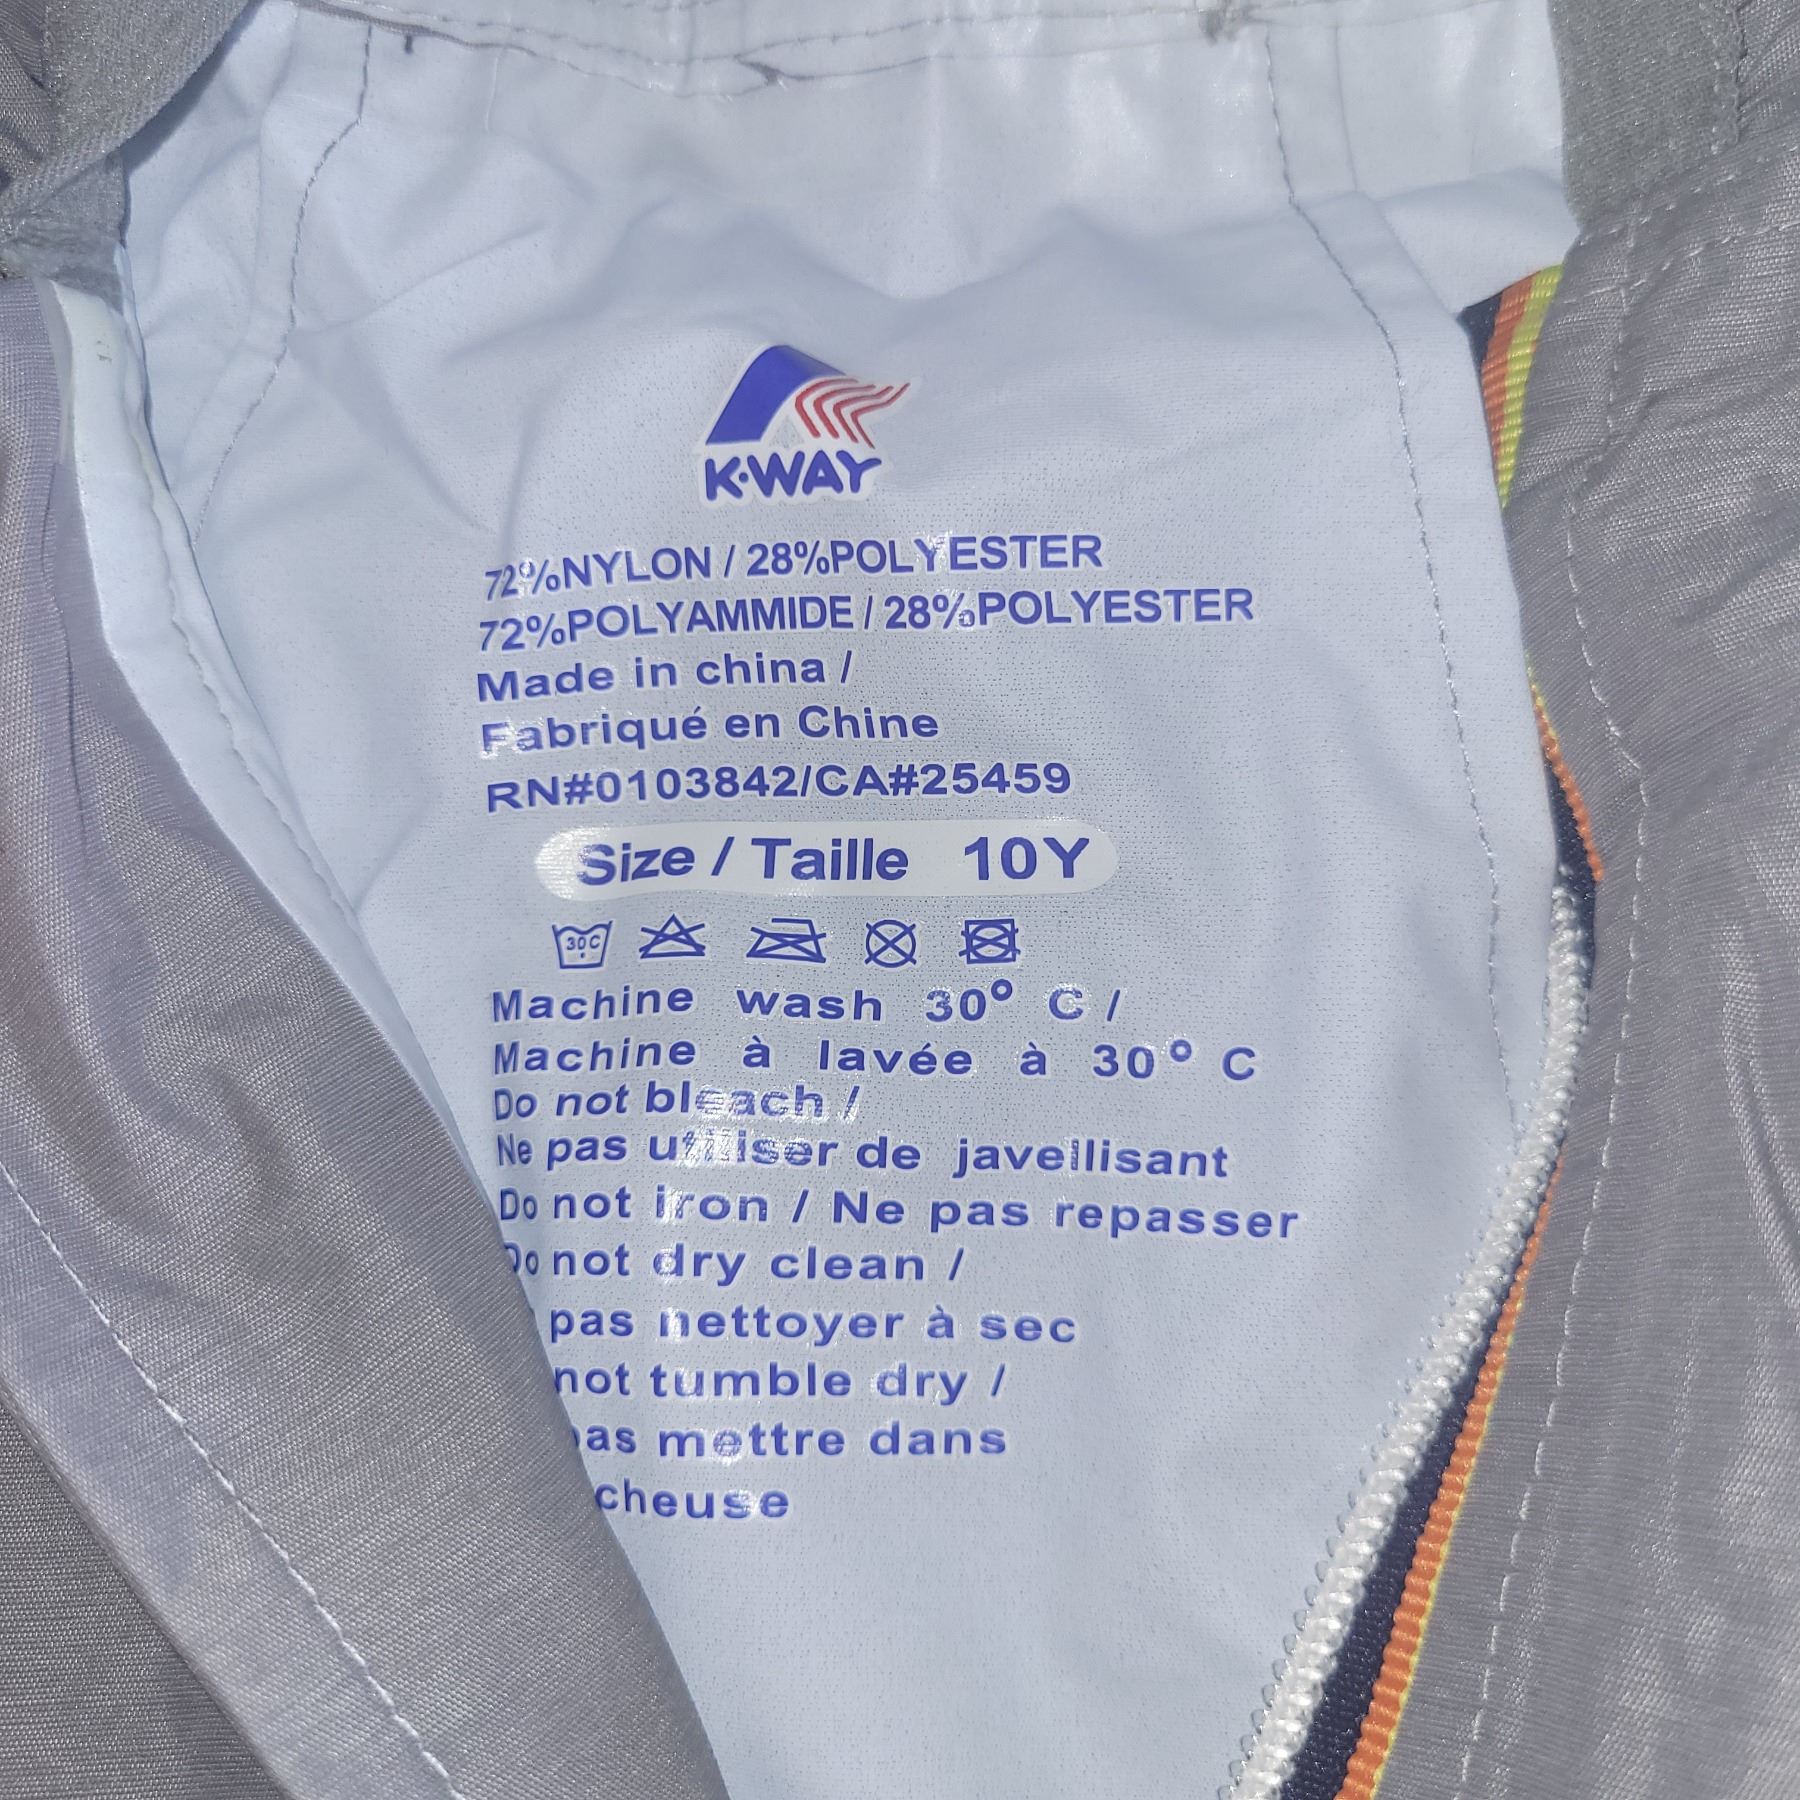 K·WAY
72%NYLON / 28%POLYESTER
72%POLYAMMIDE / 28%POLYESTER
Made in china /
Fabriqué en Chine
RN#0103842/CA#25459
Size / Taille 10Y
30C
Machine wash 30° C /
Machine à lavée à 30° C
Do not bleach /
Ne pas utiliser de javellisant
Do not iron / Ne pas repasser
Do not dry clean /
pas nettoyer à sec
not tumble dry /
pas mettre dans
cheuse